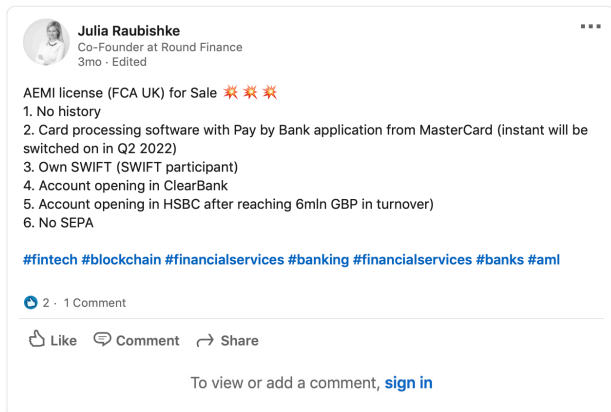 Julia Raubishke
Co-Founder at Round Finance
3mo · Edited
AEMI license (FCA UK) for Sale 💥 💥 💥
1. No history
2. Card processing software with Pay by Bank application from MasterCard (instant will be
switched on in Q2 2022)
3. Own SWIFT (SWIFT participant)
4. Account opening in ClearBank
5. Account opening in HSBC after reaching 6mln GBP in turnover)
6. No SEPA
#fintech #blockchain #financialservices #banking #financialservices #banks #aml
2 · 1 Comment
Like Comment Share
To view or add a comment, sign in